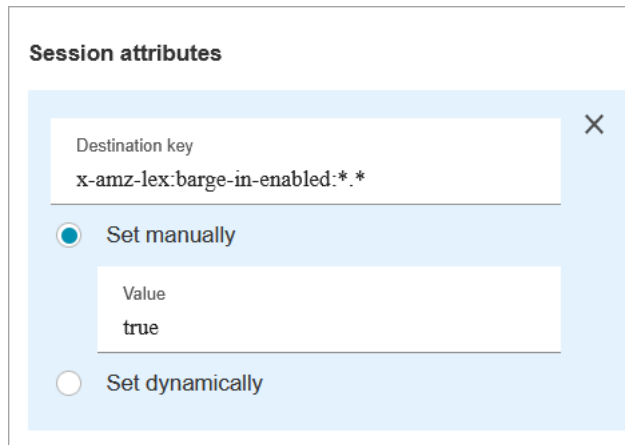 Session attributes
Destination key
x-amz-lex:barge-in-enabled:*.*
Set manually
Value
true
Set dynamically